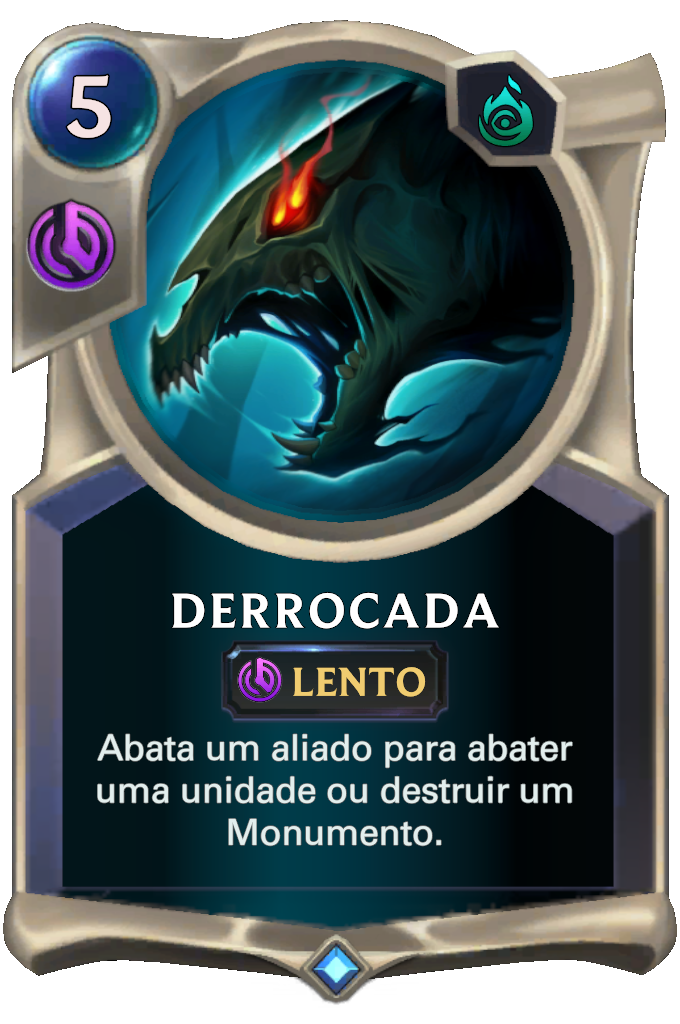 5
DERROCADA
LENTO
Abata um aliado para abater
uma unidade ou destruir um
Monumento.